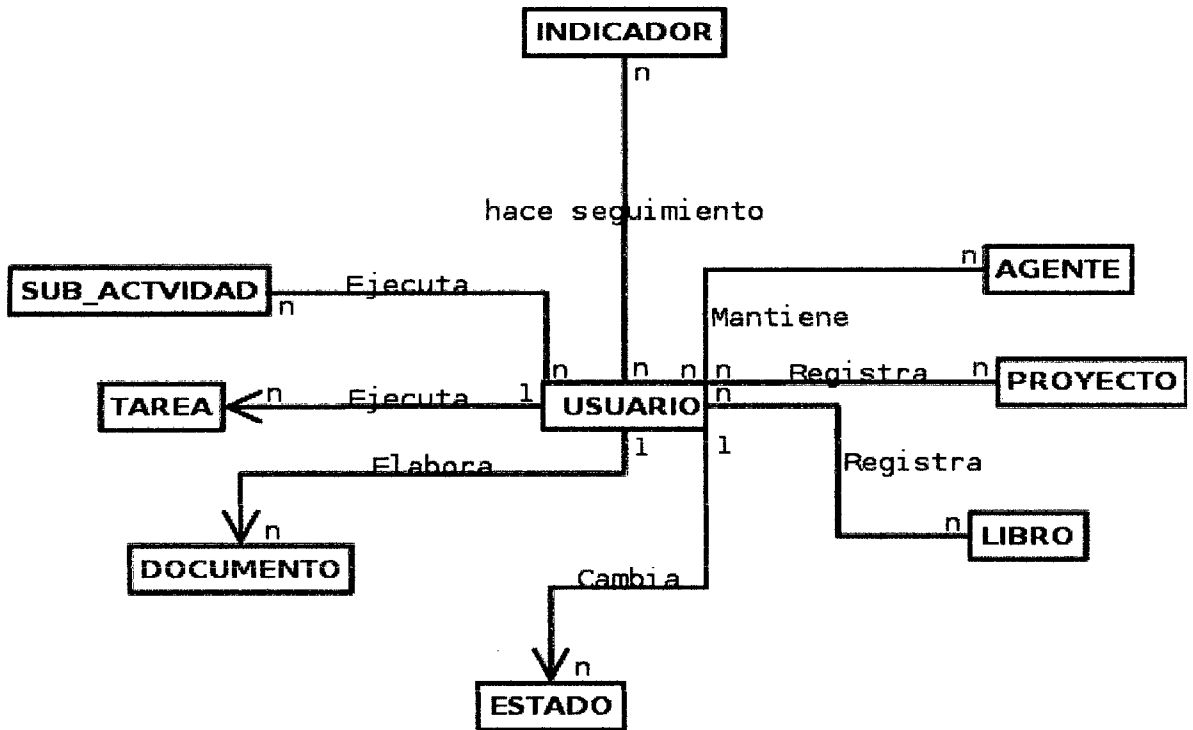 INDICADOR
n
hace seguimiento
n
AGENTE
SUB_ACTVIDAD
Ejecuta
n
Mantiene
n
n
n
n
Registra
n
PROYECTO
TAREA
n
Ejecuta
1
USUARIO
n
Elabora
1
1
Registra
n
DOCUMENTO
n
LIBRO
Cambia
n
ESTADO